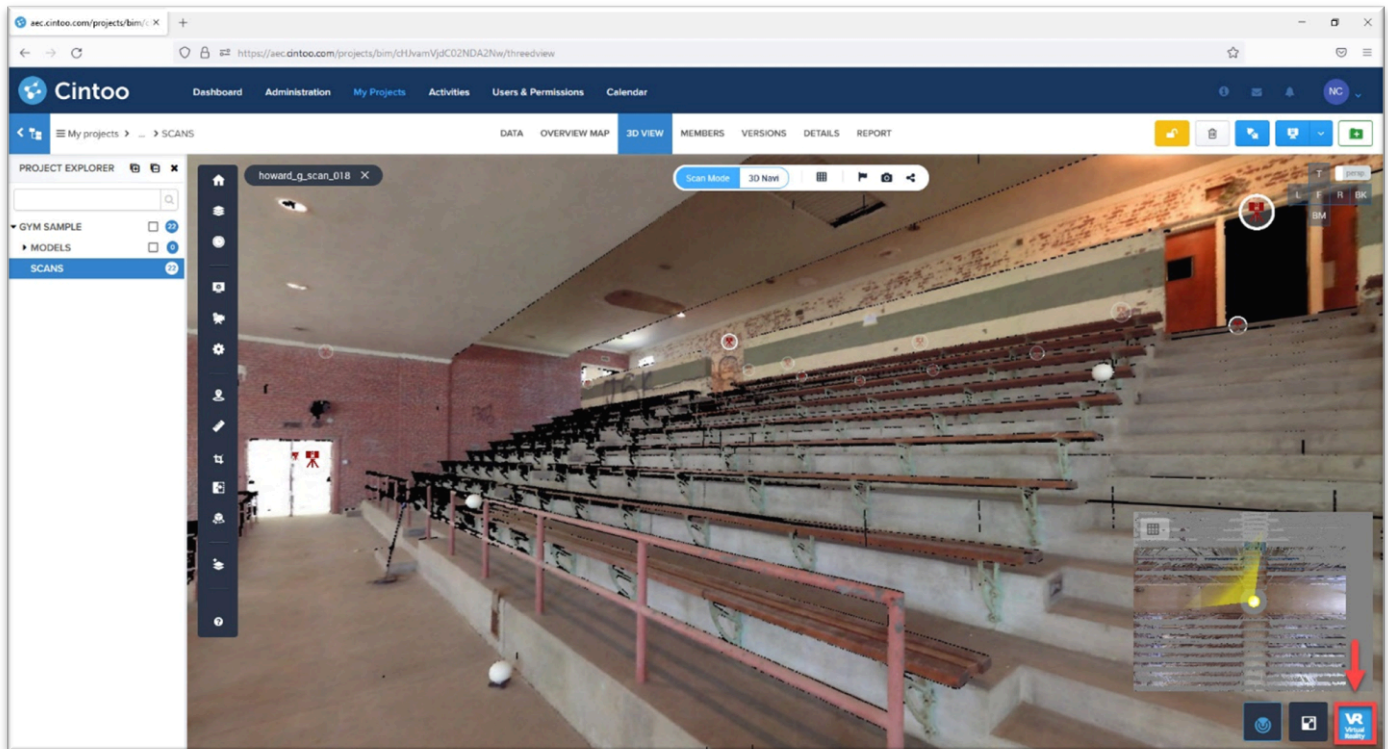 aec.cintoo.com/projects/bim/c
https://aec.cintoo.com/projects/bim/cHJvamVjdC02NDA2Nw/threedview
Cintoo
Dashboard Administration My Projects Activities Users & Permissions Calendar
NC
My projects > ... > SCANS
DATA OVERVIEW MAP 3D VIEW MEMBERS VERSIONS DETAILS REPORT
PROJECT EXPLORER
howard_g_scan_018
Scan Mode 3D Navi
T persp.
L F R BK
BM
GYM SAMPLE 22
MODELS 0
SCANS 22
VR
Virtual
Reality